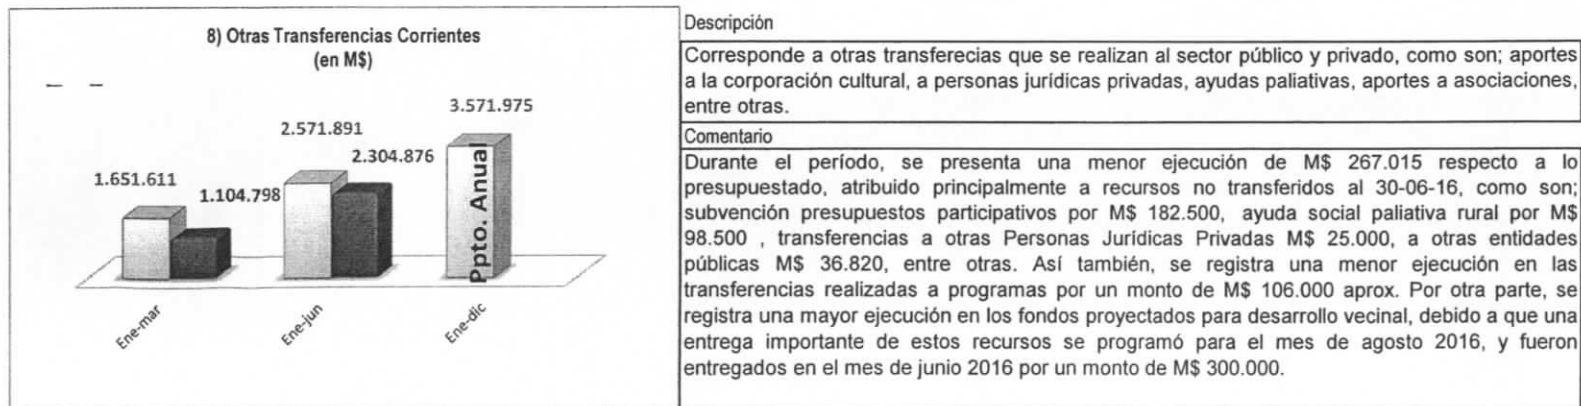 8) Otras Transferencias Corrientes
(en M$)
1.651.611
1.104.798
2.571.891
2.304.876
3.571.975
Ppto. Anual
Ene-mar
Ene-jun
Ene-dic
Descripción
Corresponde a otras transferecias que se realizan al sector público y privado, como son; aportes
a la corporación cultural, a personas jurídicas privadas, ayudas paliativas, aportes a asociaciones,
entre otras.
Comentario
Durante el período, se presenta una menor ejecución de M$ 267.015 respecto a lo
presupuestado, atribuido principalmente a recursos no transferidos al 30-06-16, como son;
subvención presupuestos participativos por M$ 182.500, ayuda social paliativa rural por M$
98.500 , transferencias a otras Personas Jurídicas Privadas M$ 25.000, a otras entidades
públicas M$ 36.820, entre otras. Así también, se registra una menor ejecución en las
transferencias realizadas a programas por un monto de M$ 106.000 aprox. Por otra parte, se
registra una mayor ejecución en los fondos proyectados para desarrollo vecinal, debido a que una
entrega importante de estos recursos se programó para el mes de agosto 2016, y fueron
entregados en el mes de junio 2016 por un monto de M$ 300.000.